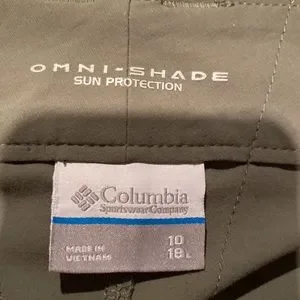 OMNI-SHADE
SUN PROTECTION
Columbia
Sportswear Company
MADE IN
VIETNAM
10
18L